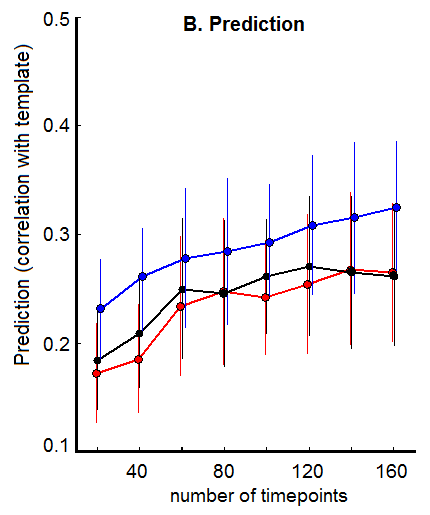 B. Prediction
0.5
0.4
0.3
0.2
0.1
Prediction (correlation with template)
40 80 120 160
number of timepoints